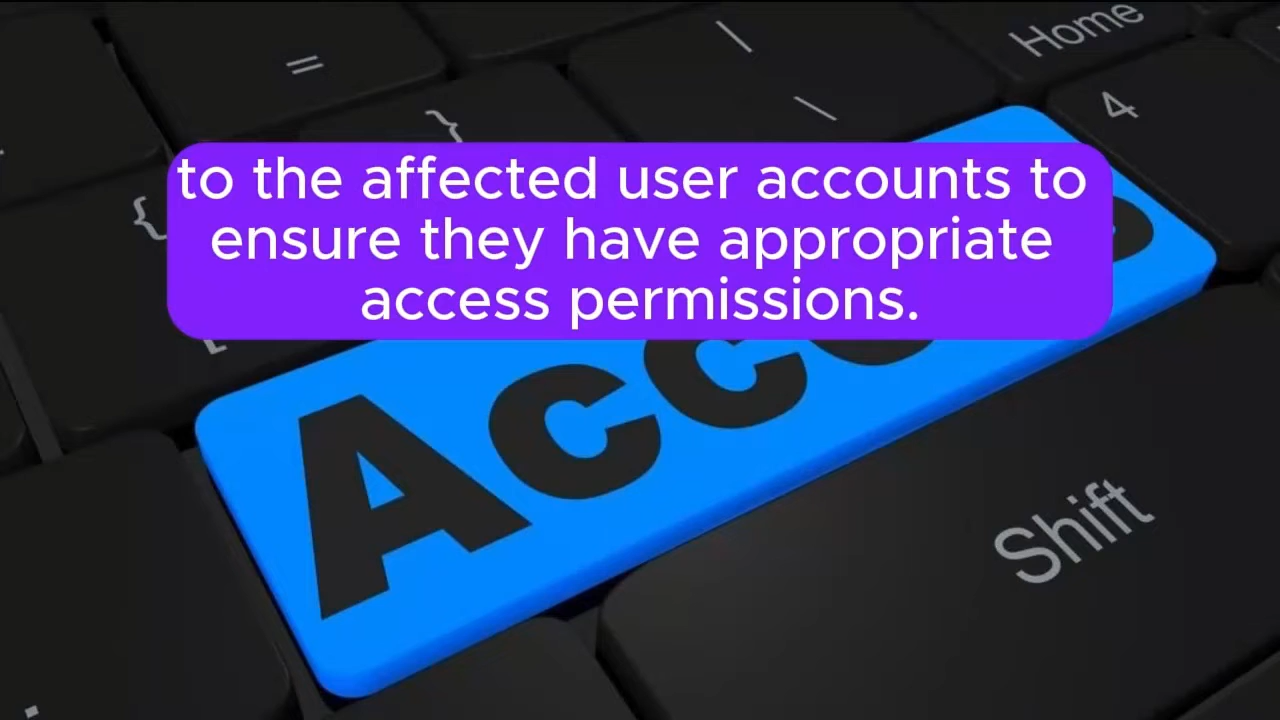 =
}
{
[
|
\
Home
4
to the affected user accounts to
ensure they have appropriate
access permissions.
Acc
Shift